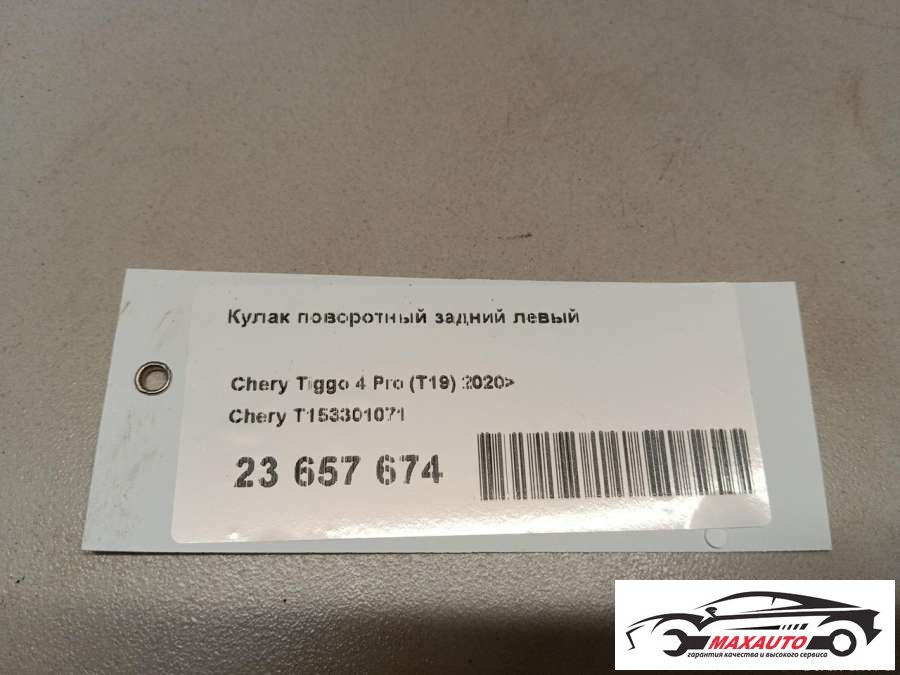 Кулак поворотный задний левый
Chery Tiggo 4 Pro (T19) 2020>
Chery T153301071
23 657 674
MAXAUTO
гарантия качества и высокого сервиса